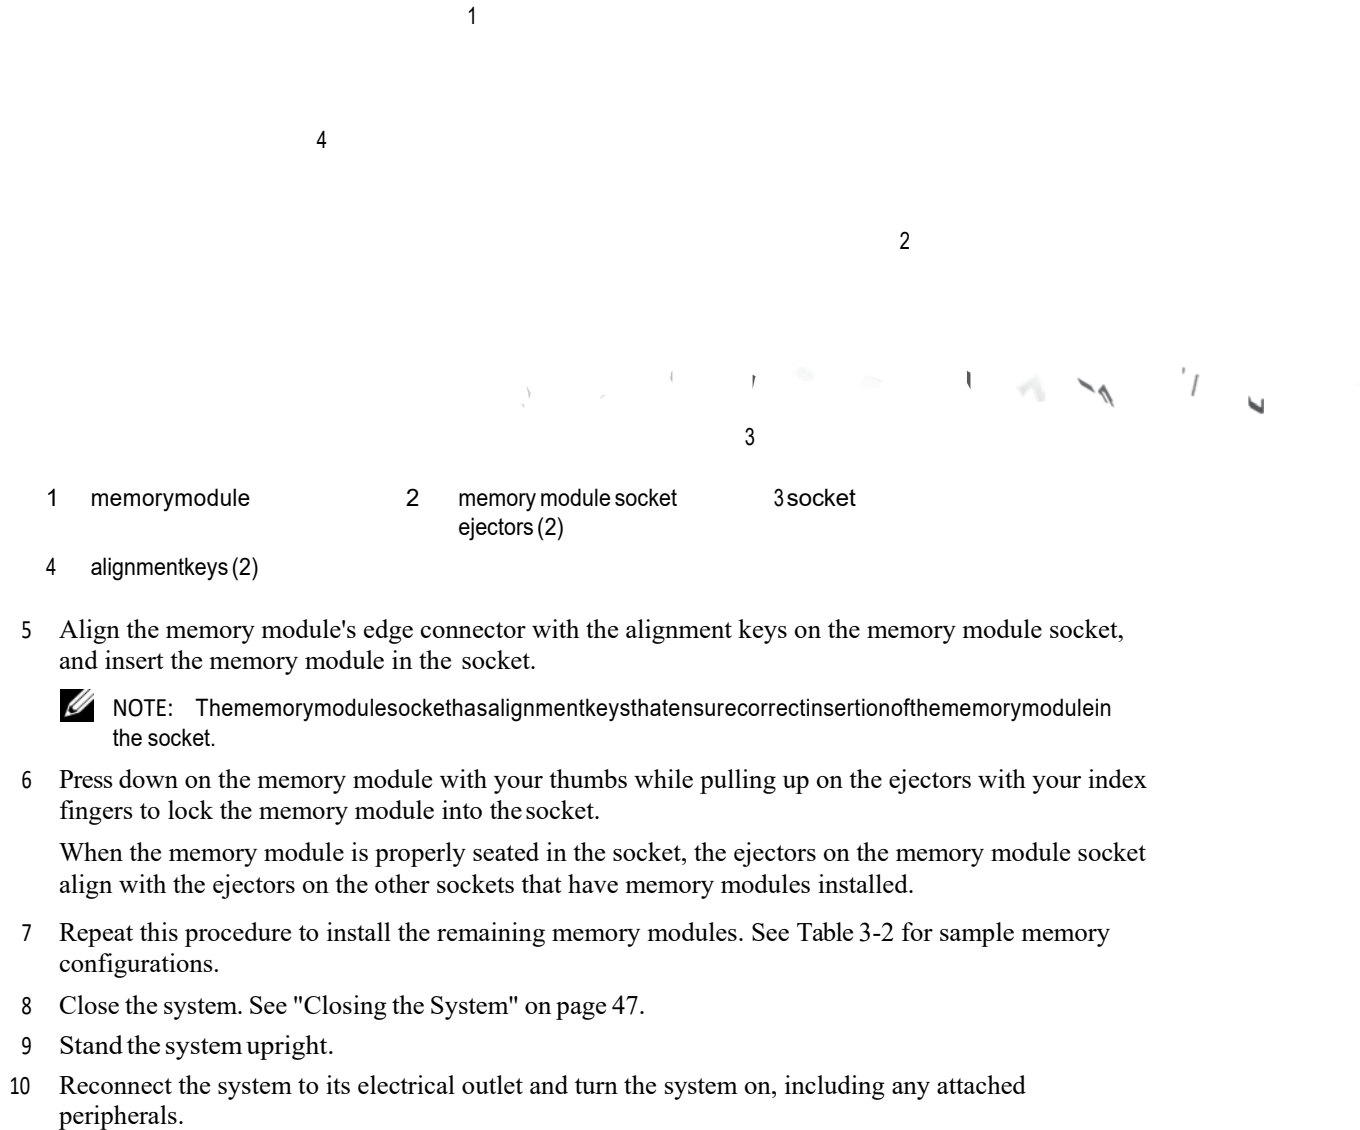 1
4
2
3
1 memorymodule 2 memory module socket 3 socket
ejectors (2)
4 alignmentkeys (2)
5 Align the memory module's edge connector with the alignment keys on the memory module socket,
and insert the memory module in the socket.
NOTE: Thememorymodulesockethasalignmentkeysthatensurecorrectinsertionofthememorymodulein
the socket.
6 Press down on the memory module with your thumbs while pulling up on the ejectors with your index
fingers to lock the memory module into the socket.
When the memory module is properly seated in the socket, the ejectors on the memory module socket
align with the ejectors on the other sockets that have memory modules installed.
7 Repeat this procedure to install the remaining memory modules. See Table 3-2 for sample memory
configurations.
8 Close the system. See "Closing the System" on page 47.
9 Stand the system upright.
10 Reconnect the system to its electrical outlet and turn the system on, including any attached
peripherals.